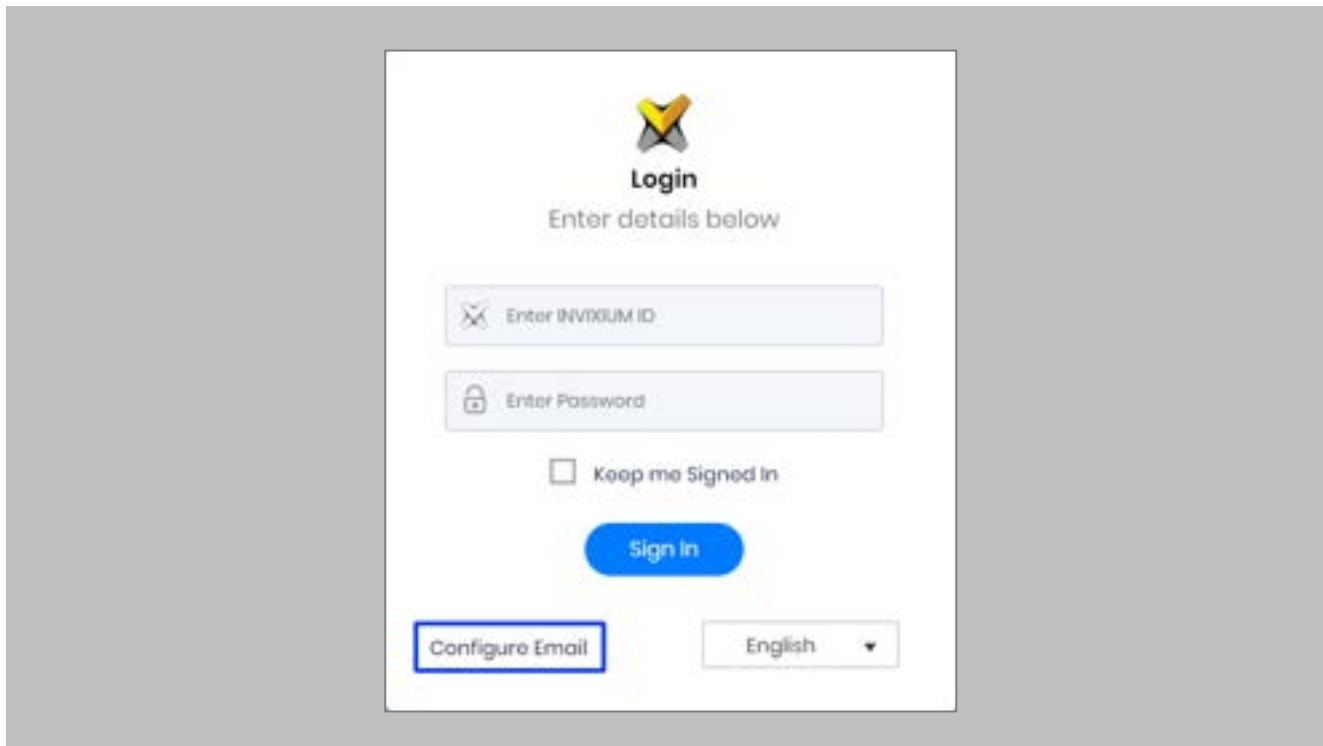 Login
Enter details below
Enter INVIXIUM ID
Enter Password
Keep me Signed In
Sign In
Configure Email
English